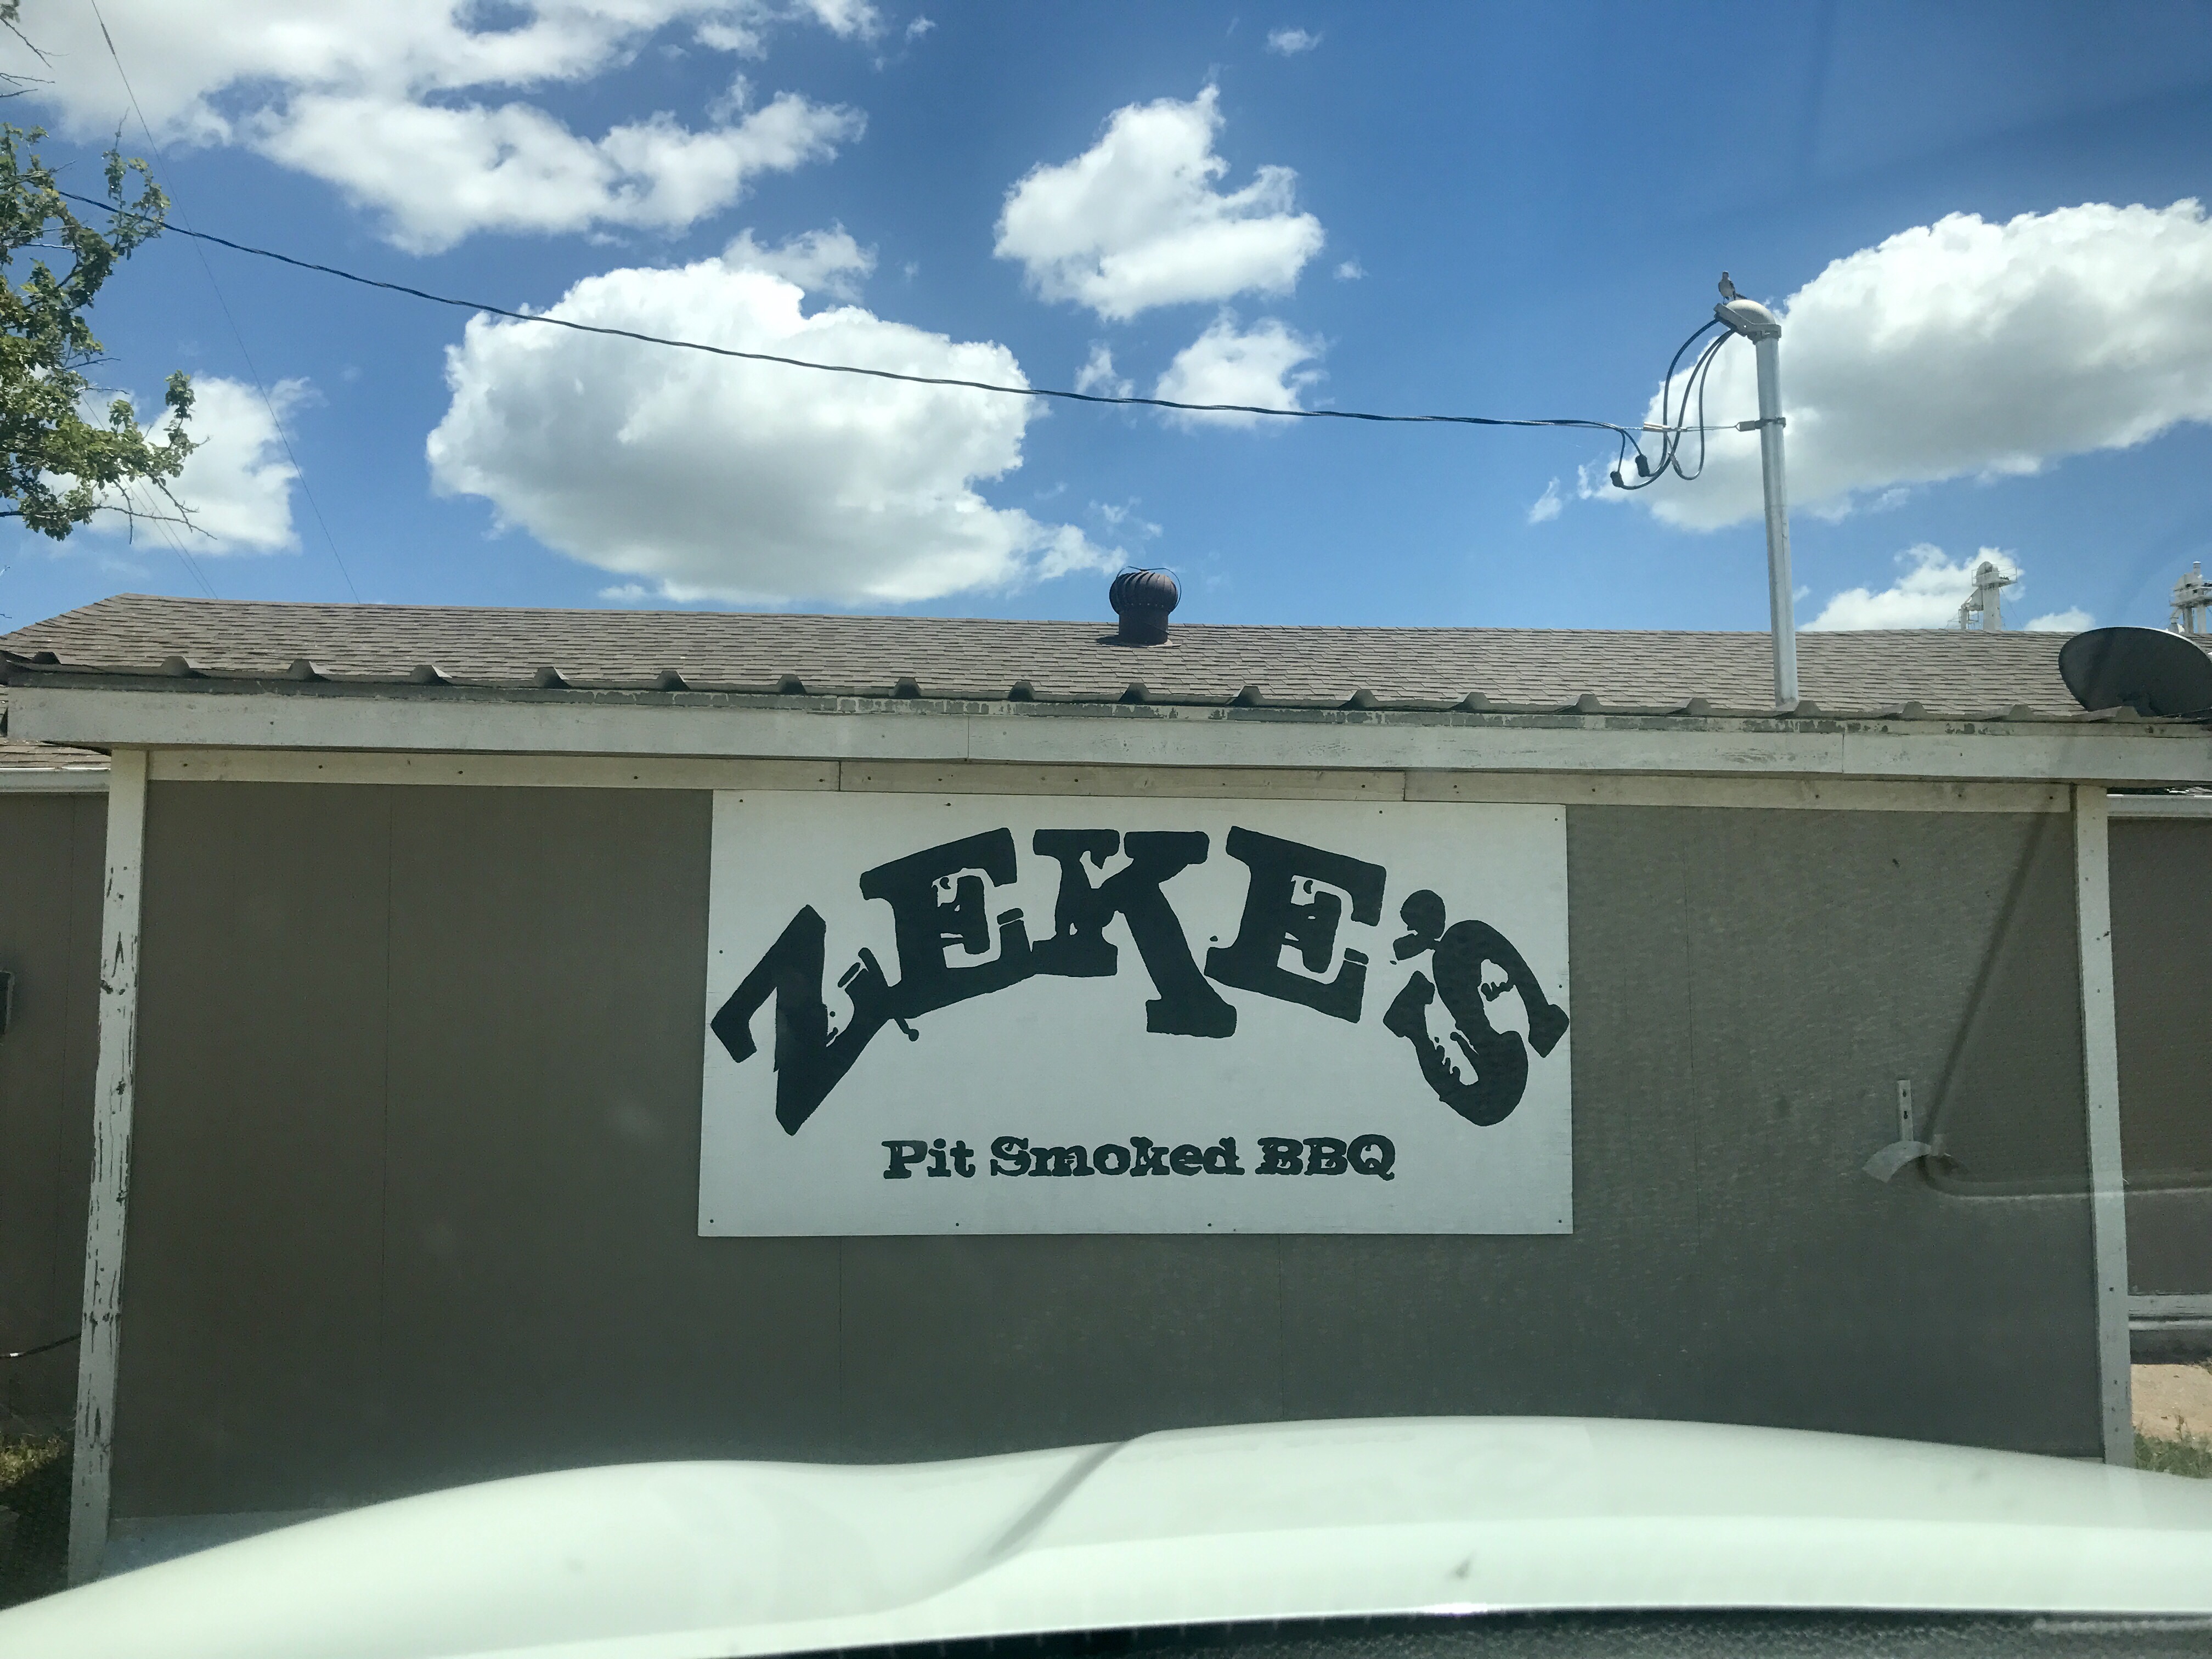 ZEKE'S
Pit Smoked BBQ